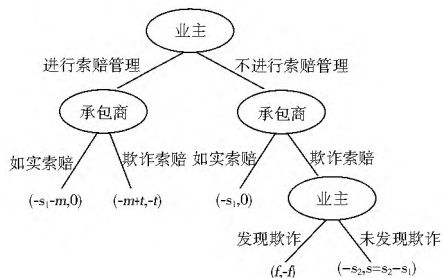 业主
进行索赔管理 不进行索赔管理
承包商 承包商
如实索赔 欺诈索赔 如实索赔 欺诈索赔
(-s₁-m,0) (-m+t,-t) (-s₁,0) 业主
发现欺诈 未发现欺诈
(f,-f) (-s₂,s=s₂-s₁)